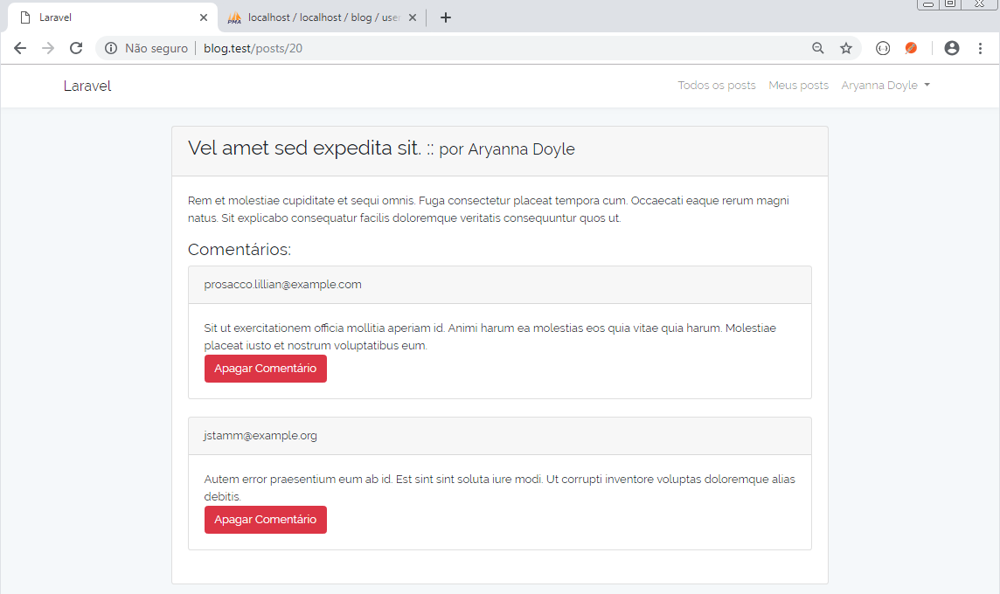 Laravel
PMA
localhost / localhost / blog / user
Não seguro
blog.test/posts/20
Laravel
Todos os posts
Meus posts
Aryanna Doyle
Vel amet sed expedita sit. :: por Aryanna Doyle
Rem et molestiae cupiditate et sequi omnis. Fuga consectetur placeat tempora cum. Occaecati eaque rerum magni
natus. Sit explicabo consequatur facilis doloremque veritatis consequuntur quos ut.
Comentários:
prosacco.lillian@example.com
Sit ut exercitationem officia mollitia aperiam id. Animi harum ea molestias eos quia vitae quia harum. Molestiae
placeat iusto et nostrum voluptatibus eum.
Apagar Comentário
jstamm@example.org
Autem error praesentium eum ab id. Est sint sint soluta iure modi. Ut corrupti inventore voluptas doloremque alias
debitis.
Apagar Comentário